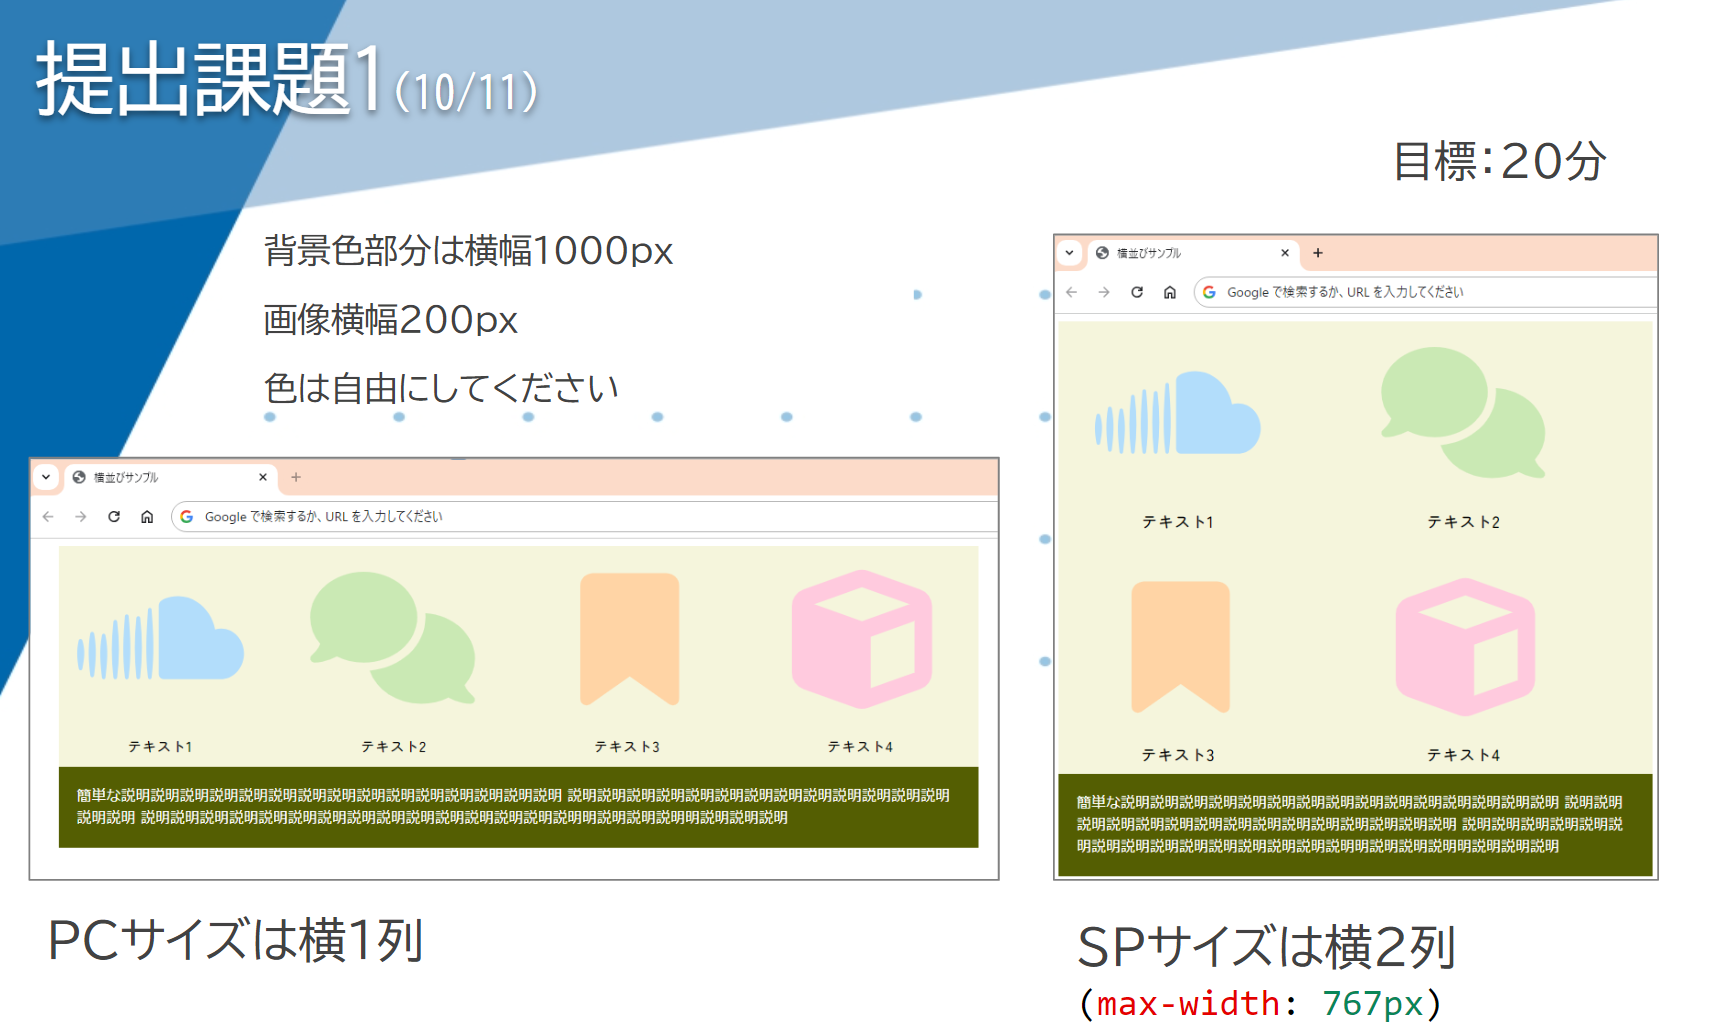 提出課題1(10/11)
目標：20分
背景色部分は横幅1000px
画像横幅200px
色は自由にしてください
横並びサンプル
Google で検索するか、URL を入力してください
テキスト1 テキスト2 テキスト3 テキスト4
簡単な説明説明説明説明説明説明説明説明説明説明説明説明説明説明説明 説明説明説明説明説明説明説明説明説明説明説明説明説明
説明説明 説明説明説明説明説明説明説明説明説明説明説明説明説明説明説明説明説明説明説明説明説明説明
PCサイズは横1列
横並びサンプル
Google で検索するか、URL を入力してください
テキスト1 テキスト2
テキスト3 テキスト4
簡単な説明説明説明説明説明説明説明説明説明説明説明説明説明説明説明 説明説明
説明説明説明説明説明説明説明説明説明説明説明説明説明 説明説明説明説明説明説
明説明説明説明説明説明説明説明説明説明説明説明説明説明説明説明説明
SPサイズは横2列
(max-width: 767px)